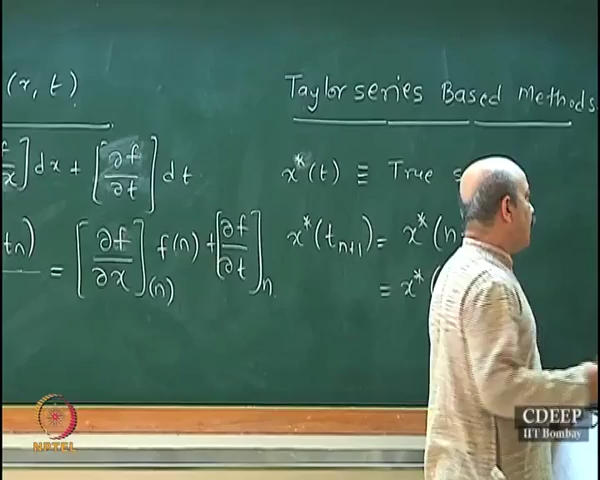 (x, t)
∂x] dx + [∂f/∂t] dt
tn) = [∂f/∂x](n) f(n) + [∂f/∂t]n
Taylor series Based Methods
x*(t) ≡ True
x*(tn+1) = x*(n
≡ x*(
NPTEL
CDEEP
IIT Bombay